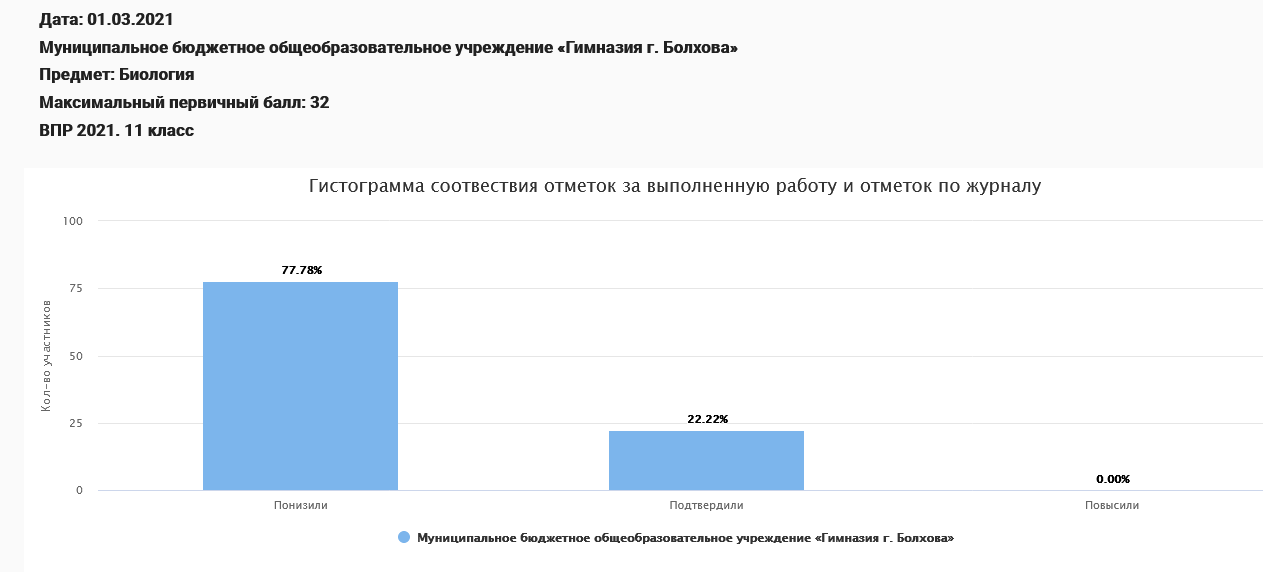 Дата: 01.03.2021
Муниципальное бюджетное общеобразовательное учреждение «Гимназия г. Болхова»
Предмет: Биология
Максимальный первичный балл: 32
ВПР 2021. 11 класс
Гистограмма соотвествия отметок за выполненную работу и отметок по журналу
Кол-во участников
100
75
50
25
0
77.78%
22.22%
0.00%
Понизили
Подтвердили
Повысили
Муниципальное бюджетное общеобразовательное учреждение «Гимназия г. Болхова»